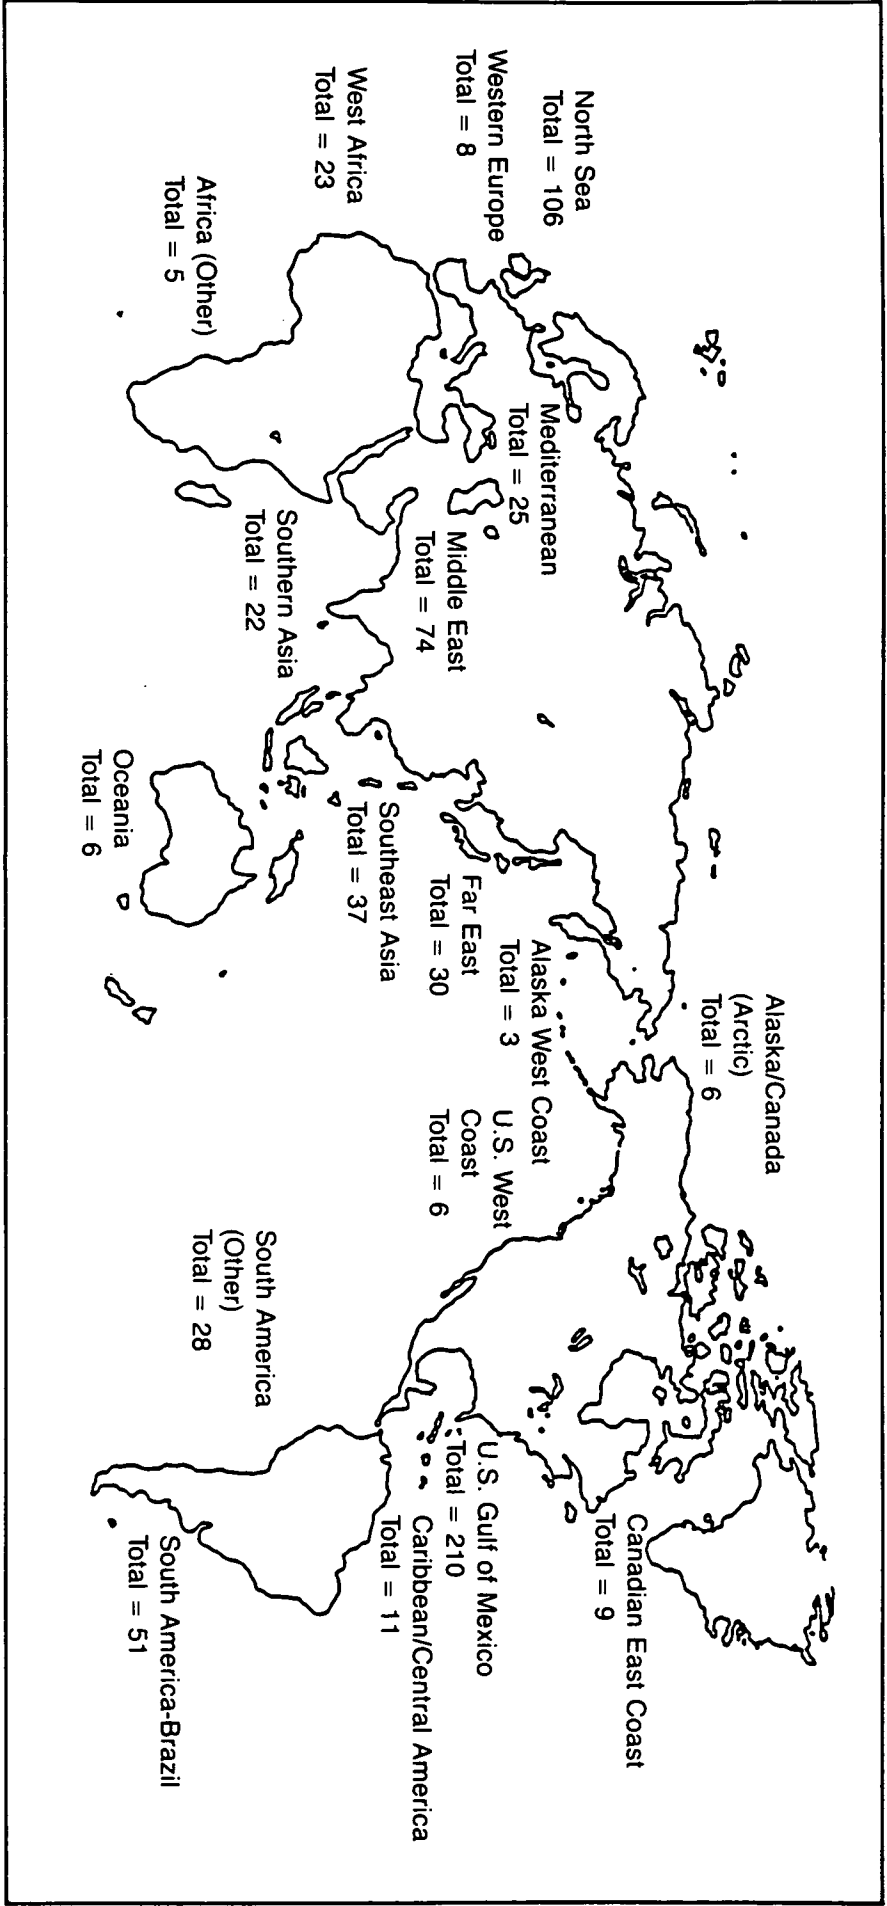 North Sea
Total = 106
Western Europe
Total = 8
West Africa
Total = 23
Africa (Other)
Total = 5
Mediterranean
Total = 25
Middle East
Total = 74
Southern Asia
Total = 22
Oceania
Total = 6
Southeast Asia
Total = 37
Far East
Total = 30
Alaska West Coast
Total = 3
Alaska/Canada
(Arctic)
Total = 6
U.S. West
Coast
Total = 6
South America
(Other)
Total = 28
Canadian East Coast
Total = 9
U.S. Gulf of Mexico
Total = 210
Caribbean/Central America
Total = 11
South America-Brazil
Total = 51